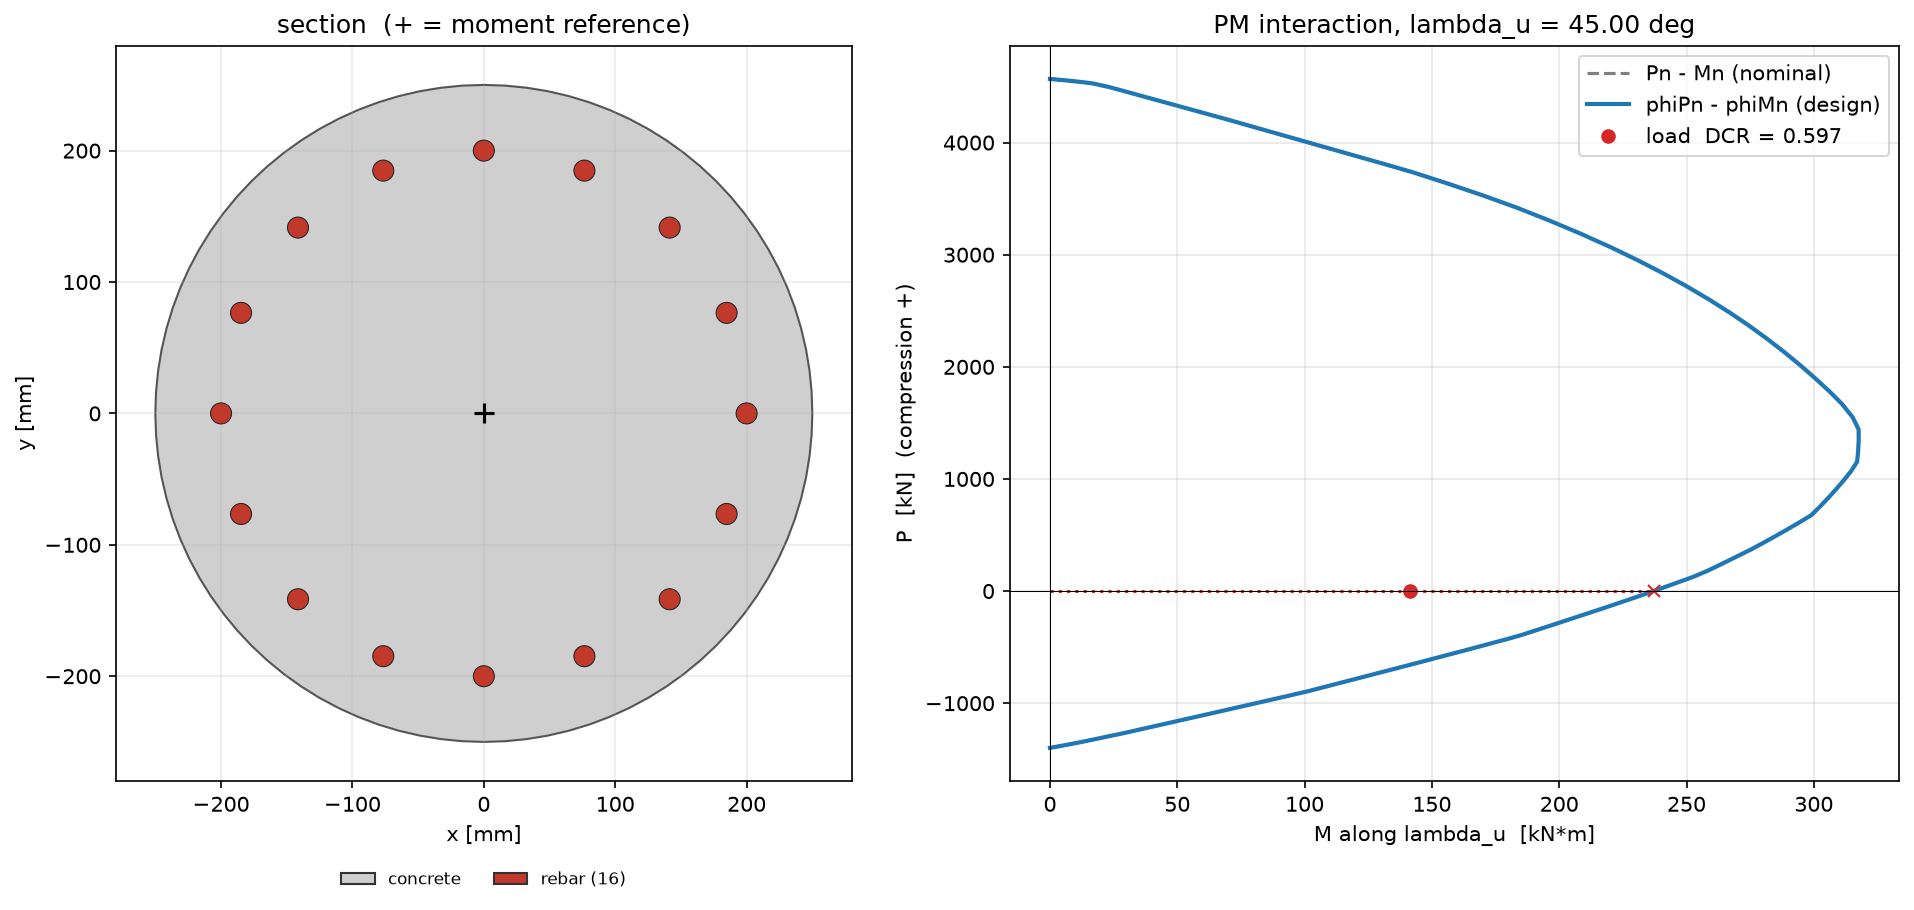 section  (+ = moment reference)
200
100
0
−100
−200
y [mm]
−200
−100
0
100
200
x [mm]
concrete
rebar (16)
PM interaction, lambda_u = 45.00 deg
Pn - Mn (nominal)
phiPn - phiMn (design)
load  DCR = 0.597
4000
3000
2000
1000
0
−1000
P  [kN]  (compression +)
0
50
100
150
200
250
300
M along lambda_u  [kN*m]